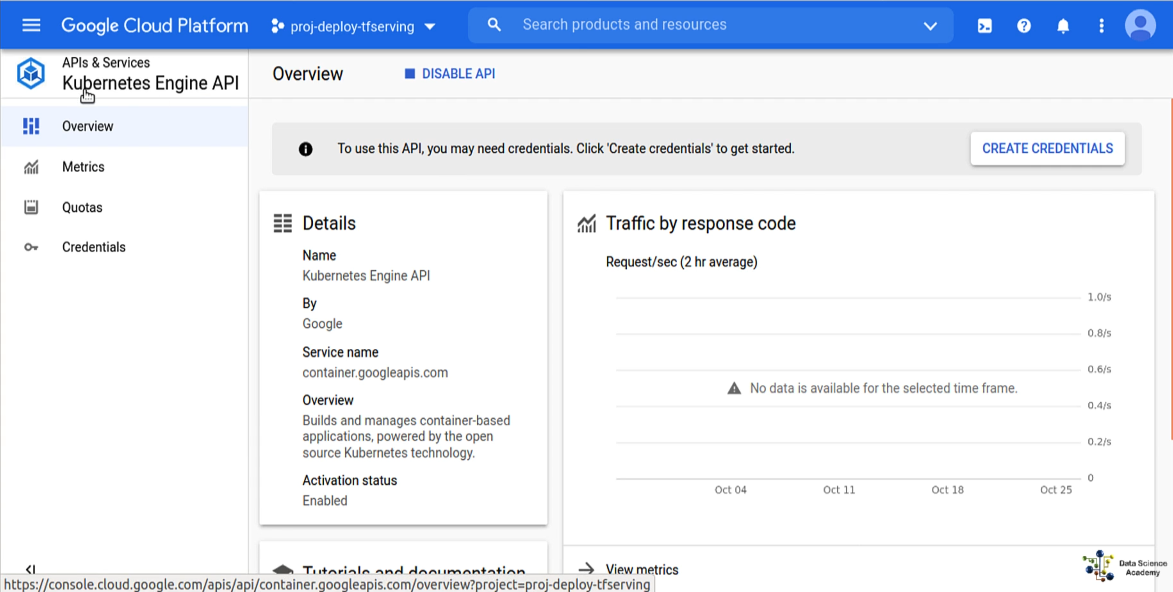 Google Cloud Platform
proj-deploy-tfserving
Search products and resources
APIs & Services
Kubernetes Engine API
Overview
DISABLE API
Overview
Metrics
Quotas
Credentials
To use this API, you may need credentials. Click 'Create credentials' to get started.
CREATE CREDENTIALS
Details
Name
Kubernetes Engine API
By
Google
Service name
container.googleapis.com
Overview
Builds and manages container-based
applications, powered by the open
source Kubernetes technology.
Activation status
Enabled
Traffic by response code
Request/sec (2 hr average)
1.0/s
0.8/s
0.6/s
No data is available for the selected time frame.
0.4/s
0.2/s
0
Oct 04 Oct 11 Oct 18 Oct 25
Tutorials and documentation
View metrics
Data Science
Academy
https://console.cloud.google.com/apis/api/container.googleapis.com/overview?project=proj-deploy-tfserving